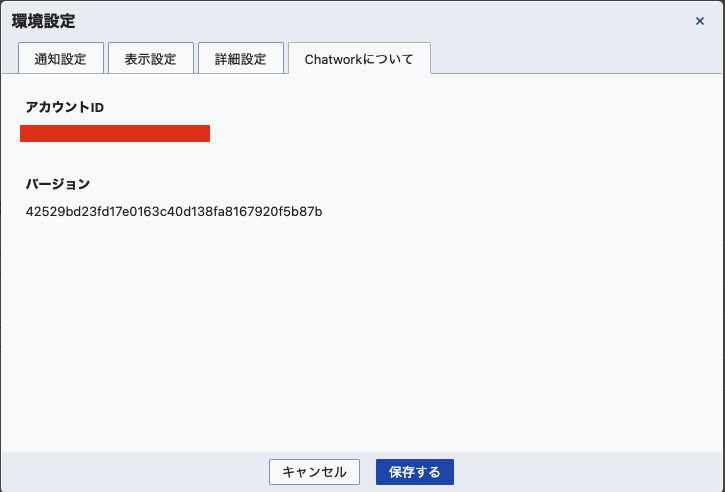 環境設定
×
通知設定
表示設定
詳細設定
Chatworkについて
アカウントID
バージョン
42529bd23fd17e0163c40d138fa8167920f5b87b
キャンセル
保存する